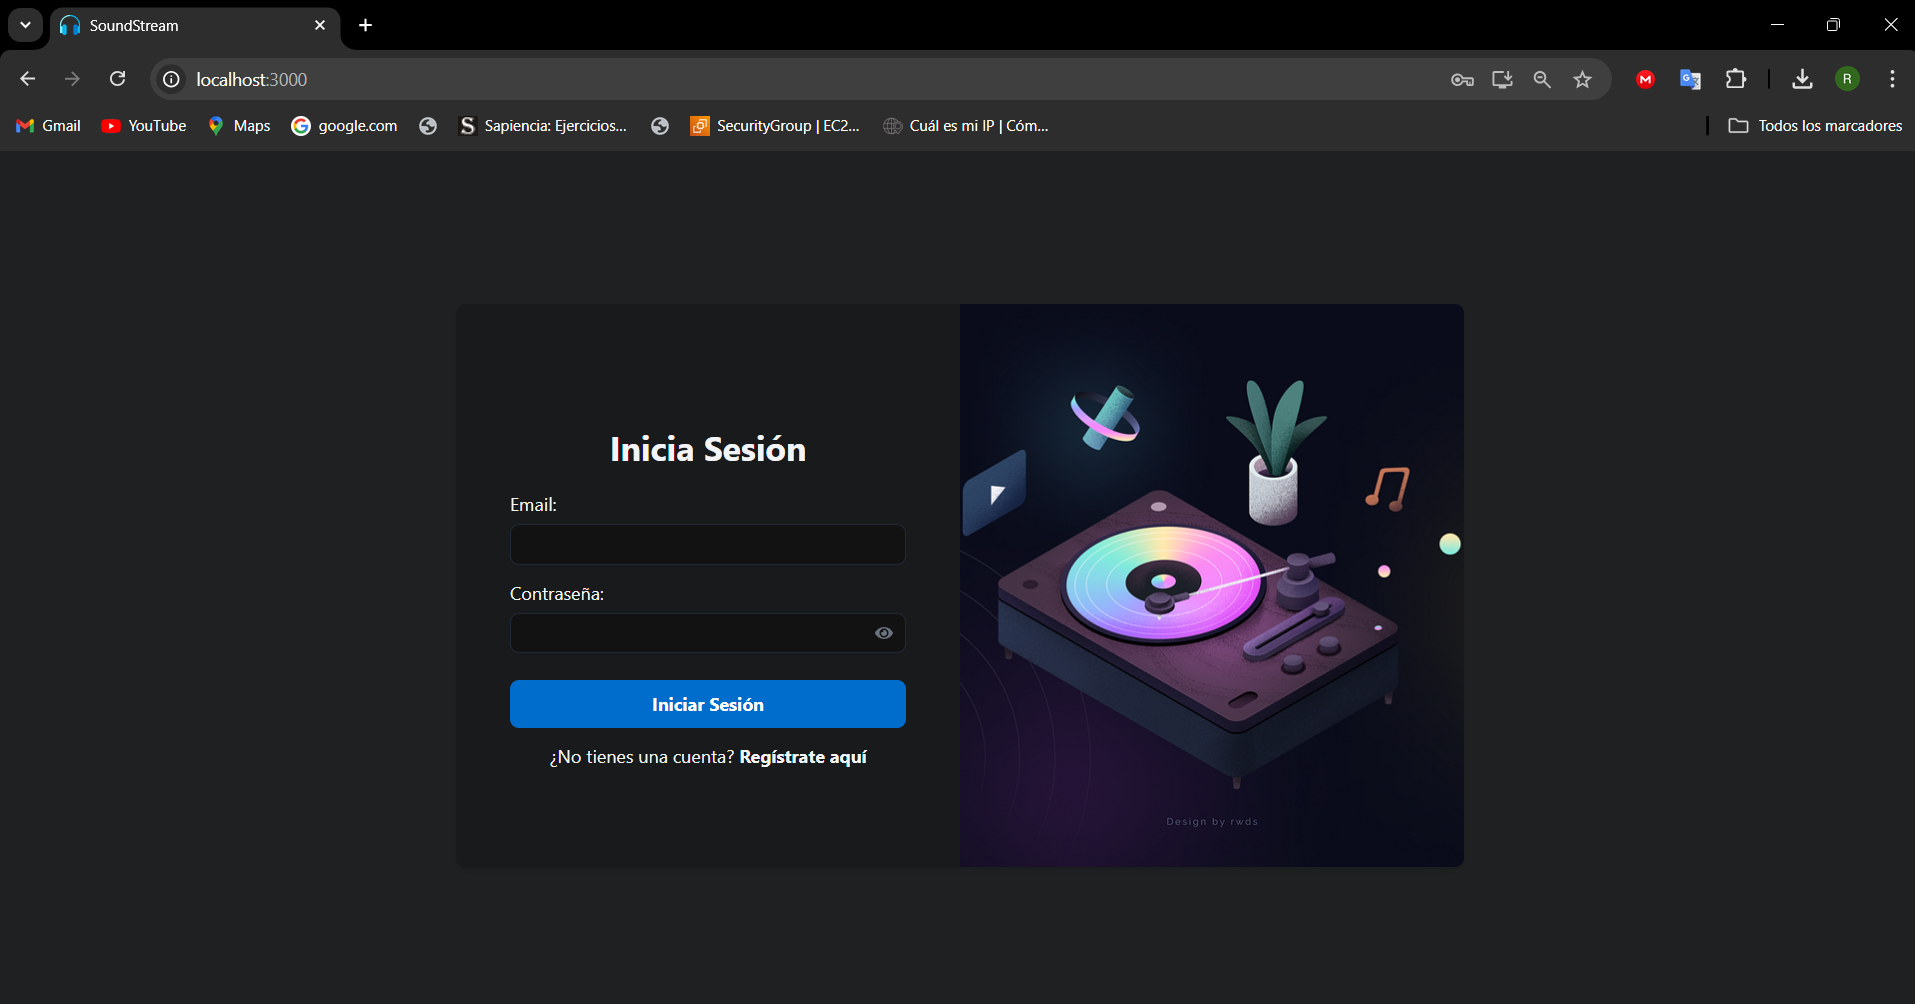 SoundStream
localhost:3000
Gmail
YouTube
Maps
google.com
Sapiencia: Ejercicios...
SecurityGroup | EC2...
Cuál es mi IP | Cóm...
Todos los marcadores
R
Inicia Sesión
Email:
Contraseña:
Iniciar Sesión
¿No tienes una cuenta? Regístrate aquí
Design by rwds